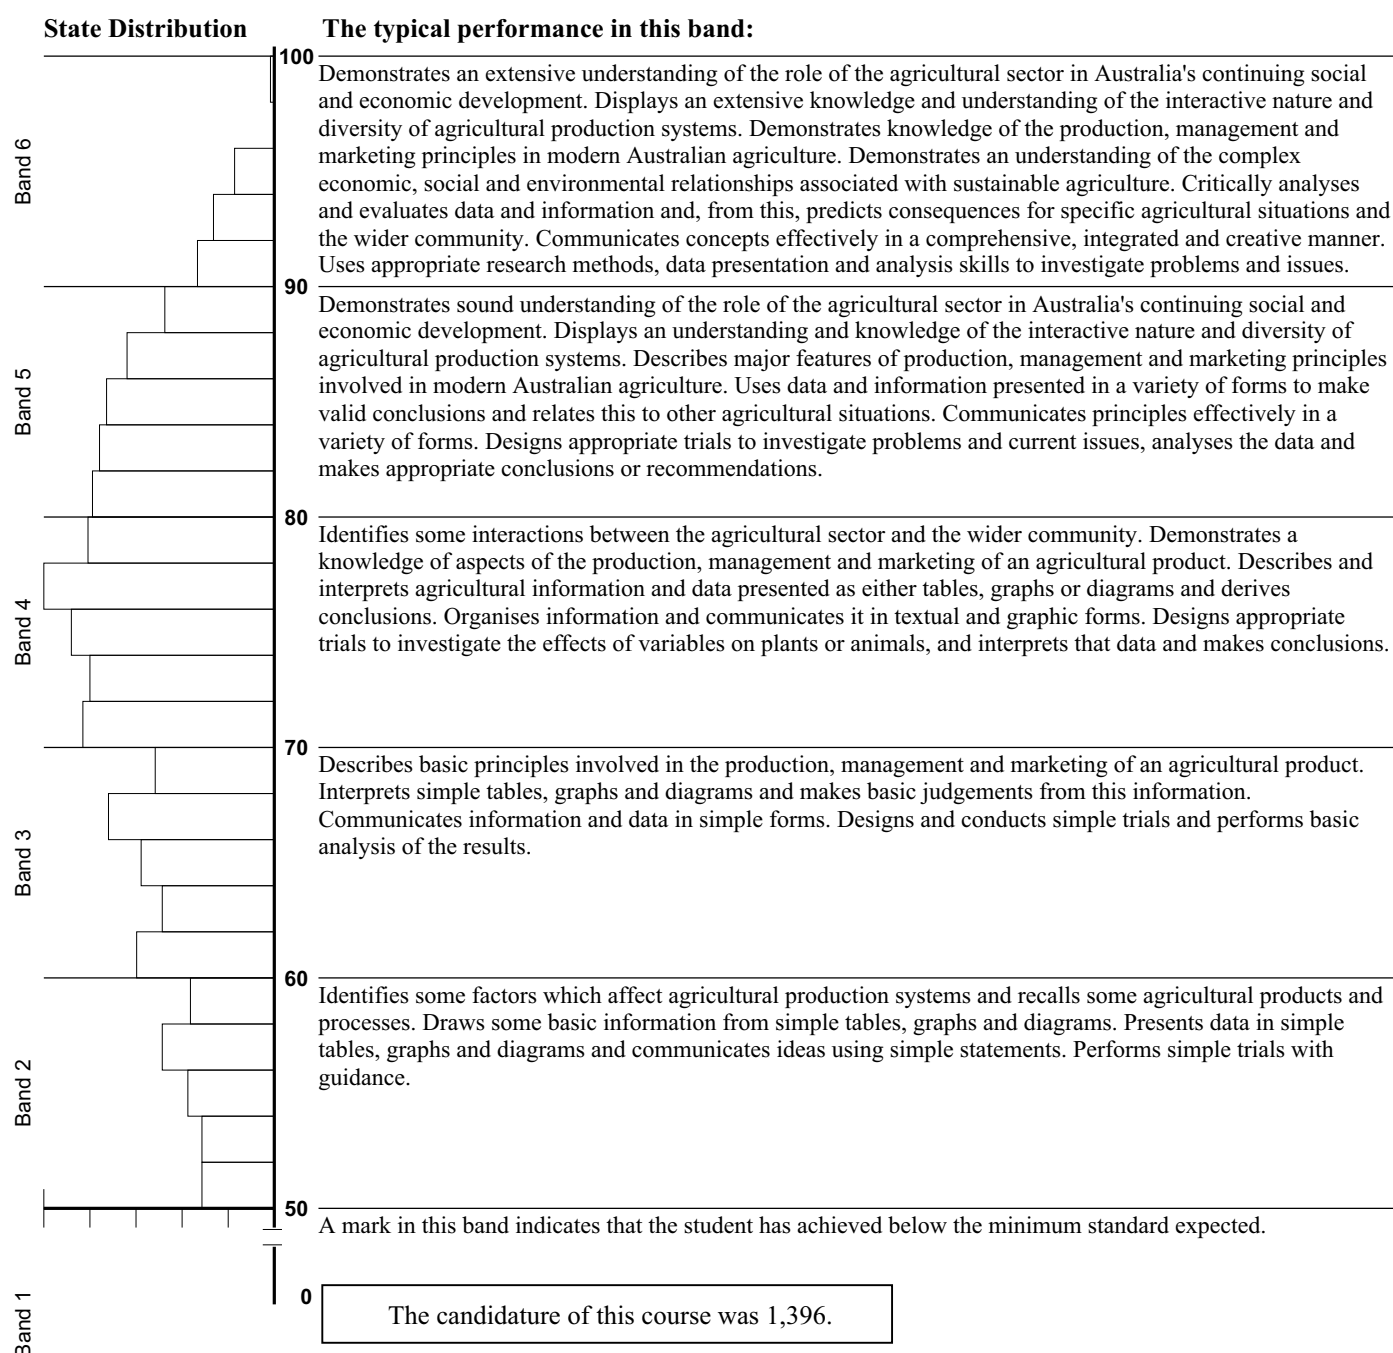 State Distribution
The typical performance in this band:
100
Band 6
Demonstrates an extensive understanding of the role of the agricultural sector in Australia's continuing social
and economic development. Displays an extensive knowledge and understanding of the interactive nature and
diversity of agricultural production systems. Demonstrates knowledge of the production, management and
marketing principles in modern Australian agriculture. Demonstrates an understanding of the complex
economic, social and environmental relationships associated with sustainable agriculture. Critically analyses
and evaluates data and information and, from this, predicts consequences for specific agricultural situations and
the wider community. Communicates concepts effectively in a comprehensive, integrated and creative manner.
Uses appropriate research methods, data presentation and analysis skills to investigate problems and issues.
90
Band 5
Demonstrates sound understanding of the role of the agricultural sector in Australia's continuing social and
economic development. Displays an understanding and knowledge of the interactive nature and diversity of
agricultural production systems. Describes major features of production, management and marketing principles
involved in modern Australian agriculture. Uses data and information presented in a variety of forms to make
valid conclusions and relates this to other agricultural situations. Communicates principles effectively in a
variety of forms. Designs appropriate trials to investigate problems and current issues, analyses the data and
makes appropriate conclusions or recommendations.
80
Band 4
Identifies some interactions between the agricultural sector and the wider community. Demonstrates a
knowledge of aspects of the production, management and marketing of an agricultural product. Describes and
interprets agricultural information and data presented as either tables, graphs or diagrams and derives
conclusions. Organises information and communicates it in textual and graphic forms. Designs appropriate
trials to investigate the effects of variables on plants or animals, and interprets that data and makes conclusions.
70
Band 3
Describes basic principles involved in the production, management and marketing of an agricultural product.
Interprets simple tables, graphs and diagrams and makes basic judgements from this information.
Communicates information and data in simple forms. Designs and conducts simple trials and performs basic
analysis of the results.
60
Band 2
Identifies some factors which affect agricultural production systems and recalls some agricultural products and
processes. Draws some basic information from simple tables, graphs and diagrams. Presents data in simple
tables, graphs and diagrams and communicates ideas using simple statements. Performs simple trials with
guidance.
50
A mark in this band indicates that the student has achieved below the minimum standard expected.
0
Band 1
The candidature of this course was 1,396.